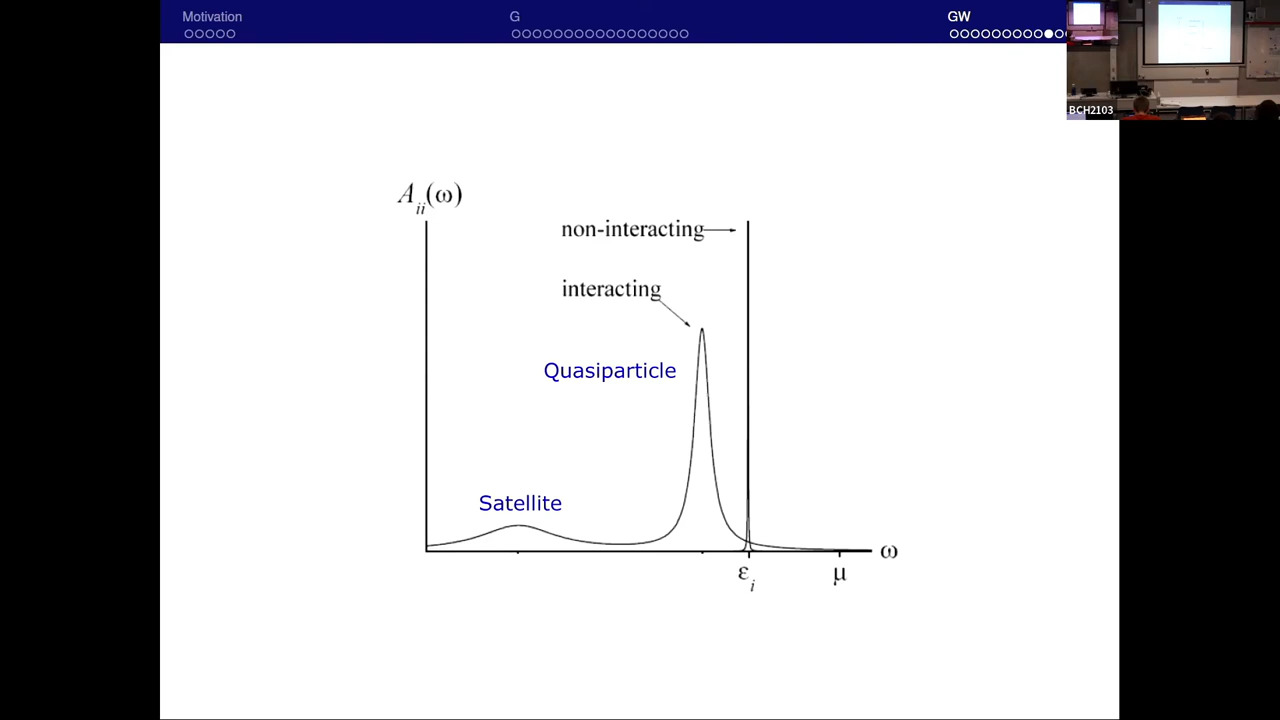 Motivation
G
GW
BCH2103
A_ii(ω)
non-interacting
interacting
Quasiparticle
Satellite
ω
ε_i
μ